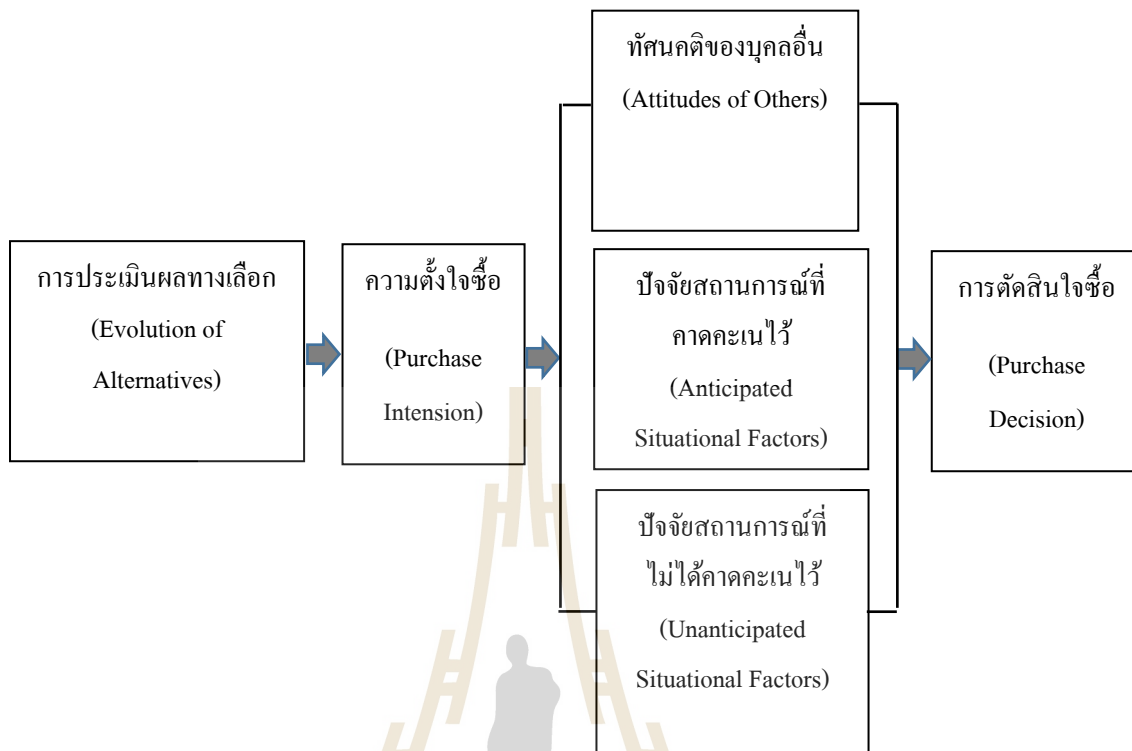 การประเมินผลทางเลือก
(Evolution of
Alternatives)
ความตั้งใจซื้อ
(Purchase
Intension)
ทัศนคติของบุคลอื่น
(Attitudes of Others)
ปัจจัยสถานการณ์ที่
คาดคะเนไว้
(Anticipated
Situational Factors)
ปัจจัยสถานการณ์ที่
ไม่ได้คาดคะเนไว้
(Unanticipated
Situational Factors)
การตัดสินใจซื้อ
(Purchase
Decision)